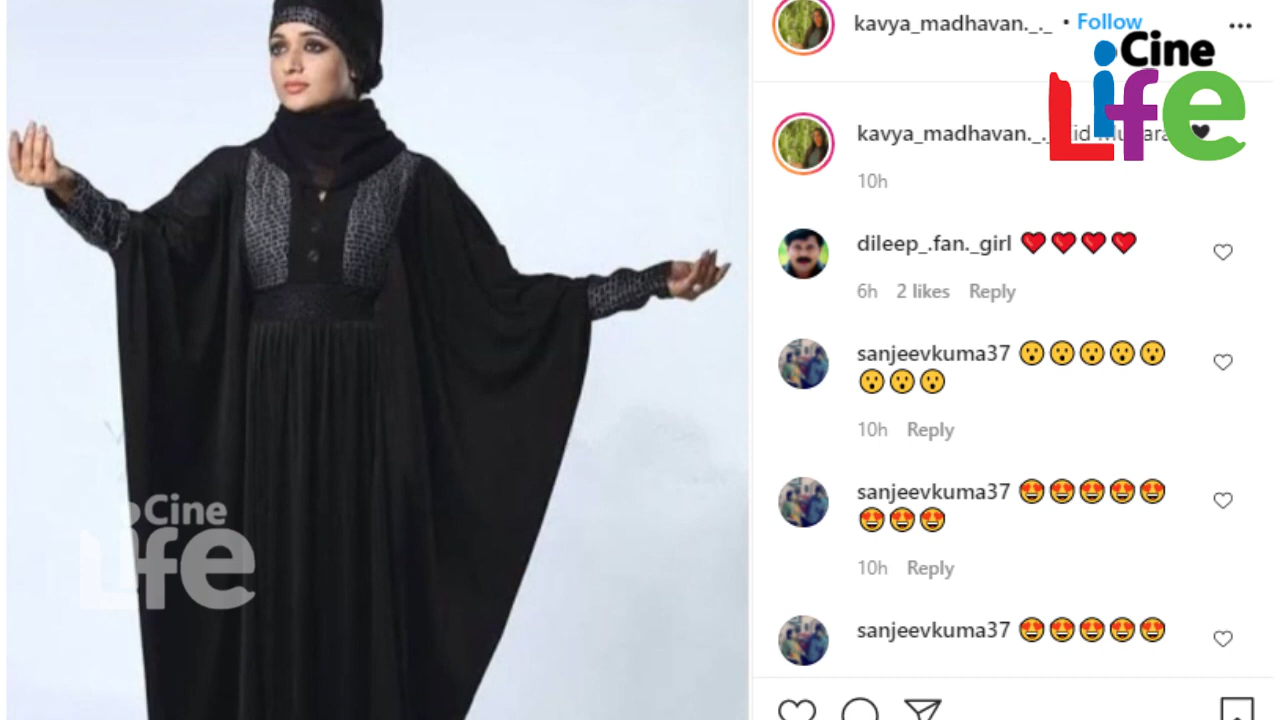 kavya_madhavan._._ • Follow
Cine
Life
kavya_madhavan._.
10h
dileep_.fan._girl ❤️❤️❤️❤️
6h 2 likes Reply
sanjeevkuma37 😮😮😮😮😮
😮😮😮
10h Reply
sanjeevkuma37 😍😍😍😍😍
😍😍😍
10h Reply
sanjeevkuma37 😍😍😍😍😍
Cine
Life